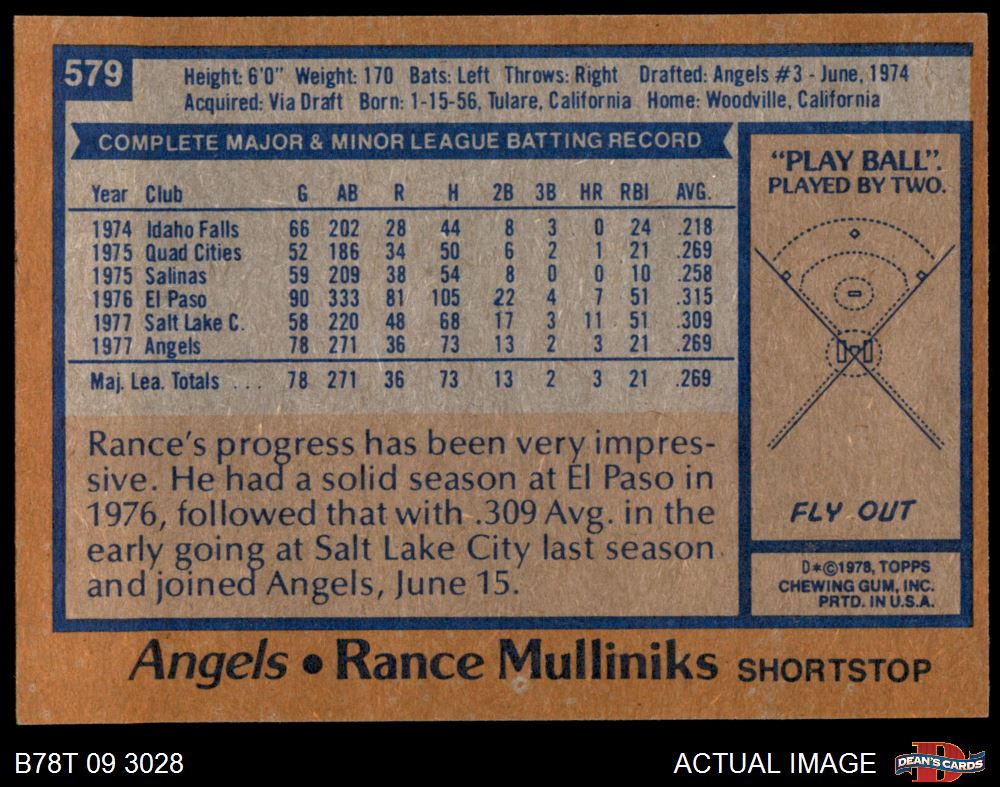 579
Height: 6'0" Weight: 170 Bats: Left Throws: Right Drafted: Angels #3 - June, 1974
Acquired: Via Draft Born: 1-15-56, Tulare, California Home: Woodville, California
COMPLETE MAJOR & MINOR LEAGUE BATTING RECORD
Year Club G AB R H 2B 3B HR RBI AVG.
1974 Idaho Falls 66 202 28 44 8 3 0 24 .218
1975 Quad Cities 52 186 34 50 6 2 1 21 .269
1975 Salinas 59 209 38 54 8 0 0 10 .258
1976 El Paso 90 333 81 105 22 4 7 51 .315
1977 Salt Lake C. 58 220 48 68 17 3 11 51 .309
1977 Angels 78 271 36 73 13 2 3 21 .269
Maj. Lea. Totals ... 78 271 36 73 13 2 3 21 .269
Rance's progress has been very impres-
sive. He had a solid season at El Paso in
1976, followed that with .309 Avg. in the
early going at Salt Lake City last season
and joined Angels, June 15.
"PLAY BALL".
PLAYED BY TWO.
FLY OUT
D*©1978, TOPPS
CHEWING GUM, INC.
PRTD. IN U.S.A.
Angels • Rance Mulliniks SHORTSTOP
B78T 09 3028
ACTUAL IMAGE
DEAN'S CARDS